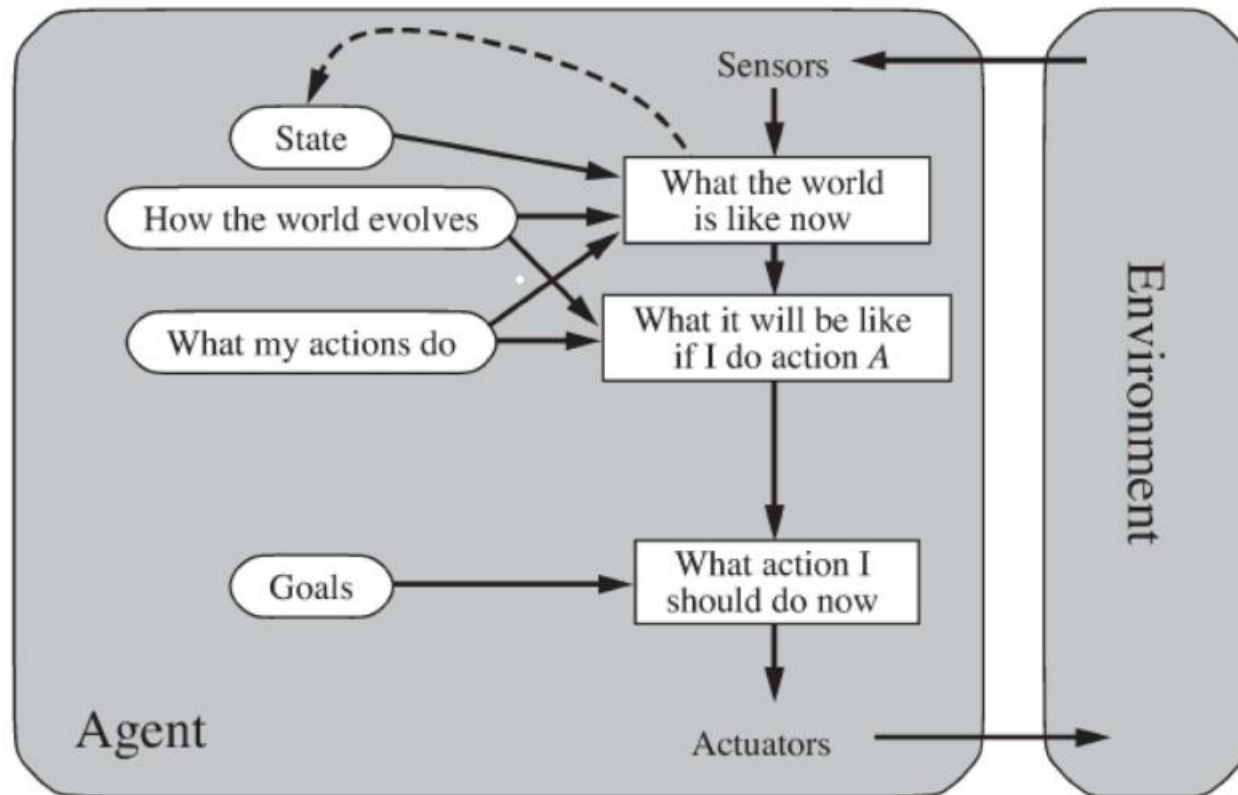 Sensors
State
What the world
is like now
How the world evolves
What it will be like
if I do action A
What my actions do
Environment
What action I
should do now
Goals
Agent
Actuators